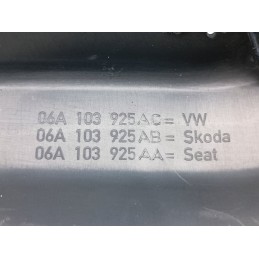 06A 103 925 AC = VW
06A 103 925 AB = Skoda
06A 103 925 AA = Seat